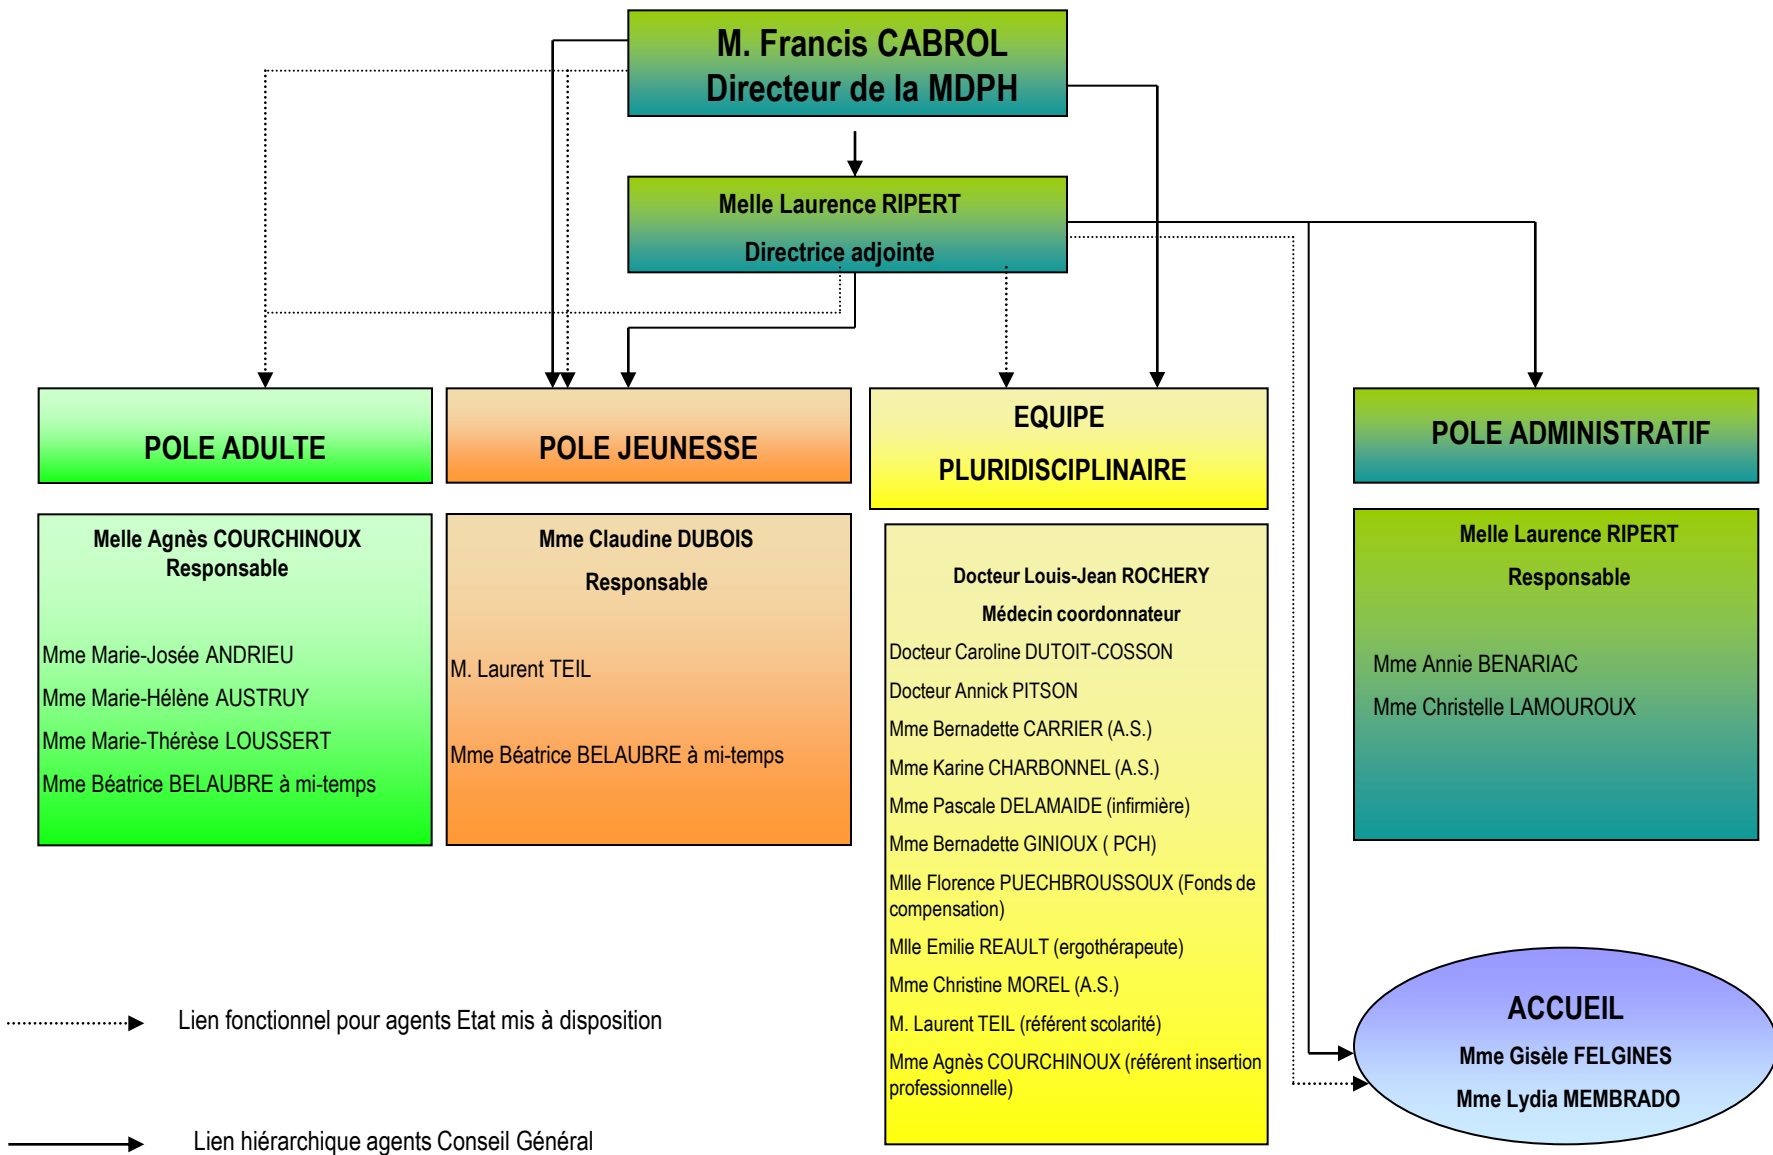 M. Francis CABROL
Directeur de la MDPH
Melle Laurence RIPERT
Directrice adjointe
POLE ADULTE
Melle Agnès COURCHINOUX
Responsable
Mme Marie-Josée ANDRIEU
Mme Marie-Hélène AUSTRUY
Mme Marie-Thérèse LOUSSERT
Mme Béatrice BELAUBRE à mi-temps
POLE JEUNESSE
Mme Claudine DUBOIS
Responsable
M. Laurent TEIL
Mme Béatrice BELAUBRE à mi-temps
EQUIPE
PLURIDISCIPLINAIRE
Docteur Louis-Jean ROCHERY
Médecin coordonnateur
Docteur Caroline DUTOIT-COSSON
Docteur Annick PITSON
Mme Bernadette CARRIER (A.S.)
Mme Karine CHARBONNEL (A.S.)
Mme Pascale DELAMAIDE (infirmière)
Mme Bernadette GINIOUX ( PCH)
Mlle Florence PUECHBROUSSOUX (Fonds de
compensation)
Mlle Emilie REAULT (ergothérapeute)
Mme Christine MOREL (A.S.)
M. Laurent TEIL (référent scolarité)
Mme Agnès COURCHINOUX (référent insertion
professionnelle)
POLE ADMINISTRATIF
Melle Laurence RIPERT
Responsable
Mme Annie BENARIAC
Mme Christelle LAMOUROUX
ACCUEIL
Mme Gisèle FELGINES
Mme Lydia MEMBRADO
Lien fonctionnel pour agents Etat mis à disposition
Lien hiérarchique agents Conseil Général